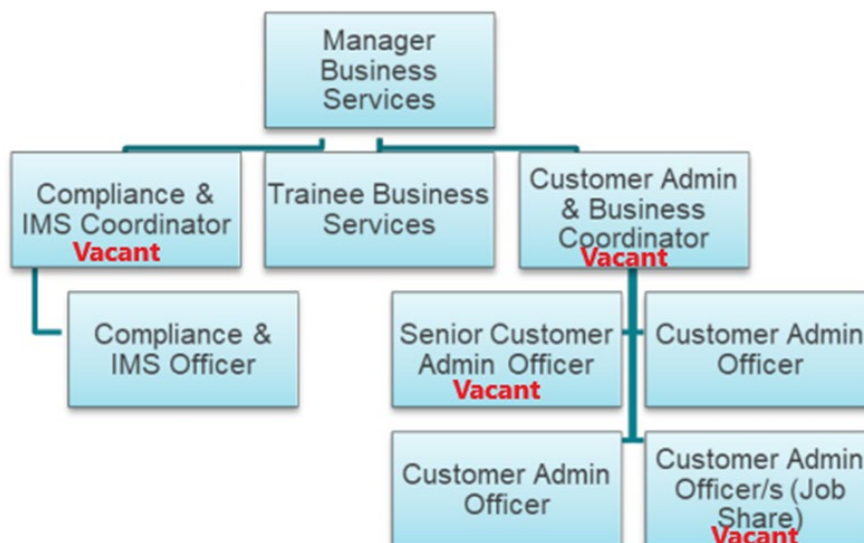 Manager
Business
Services
Compliance &
IMS Coordinator
Vacant
Trainee Business
Services
Customer Admin
& Business
Coordinator
Vacant
Compliance &
IMS Officer
Senior Customer
Admin Officer
Vacant
Customer Admin
Officer
Customer Admin
Officer
Customer Admin
Officer/s (Job
Share)
Vacant